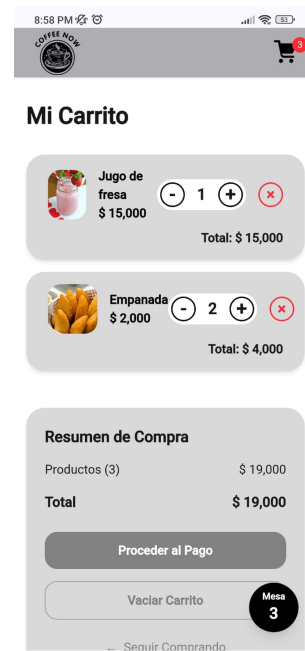 8:58 PM
53
COFFEE NOW
3
Mi Carrito
Jugo de
fresa
$ 15,000
- 1 +
×
Total: $ 15,000
Empanada
$ 2,000
- 2 +
×
Total: $ 4,000
Resumen de Compra
Productos (3) $ 19,000
Total $ 19,000
Proceder al Pago
Vaciar Carrito
Mesa
3
← Seguir Comprando